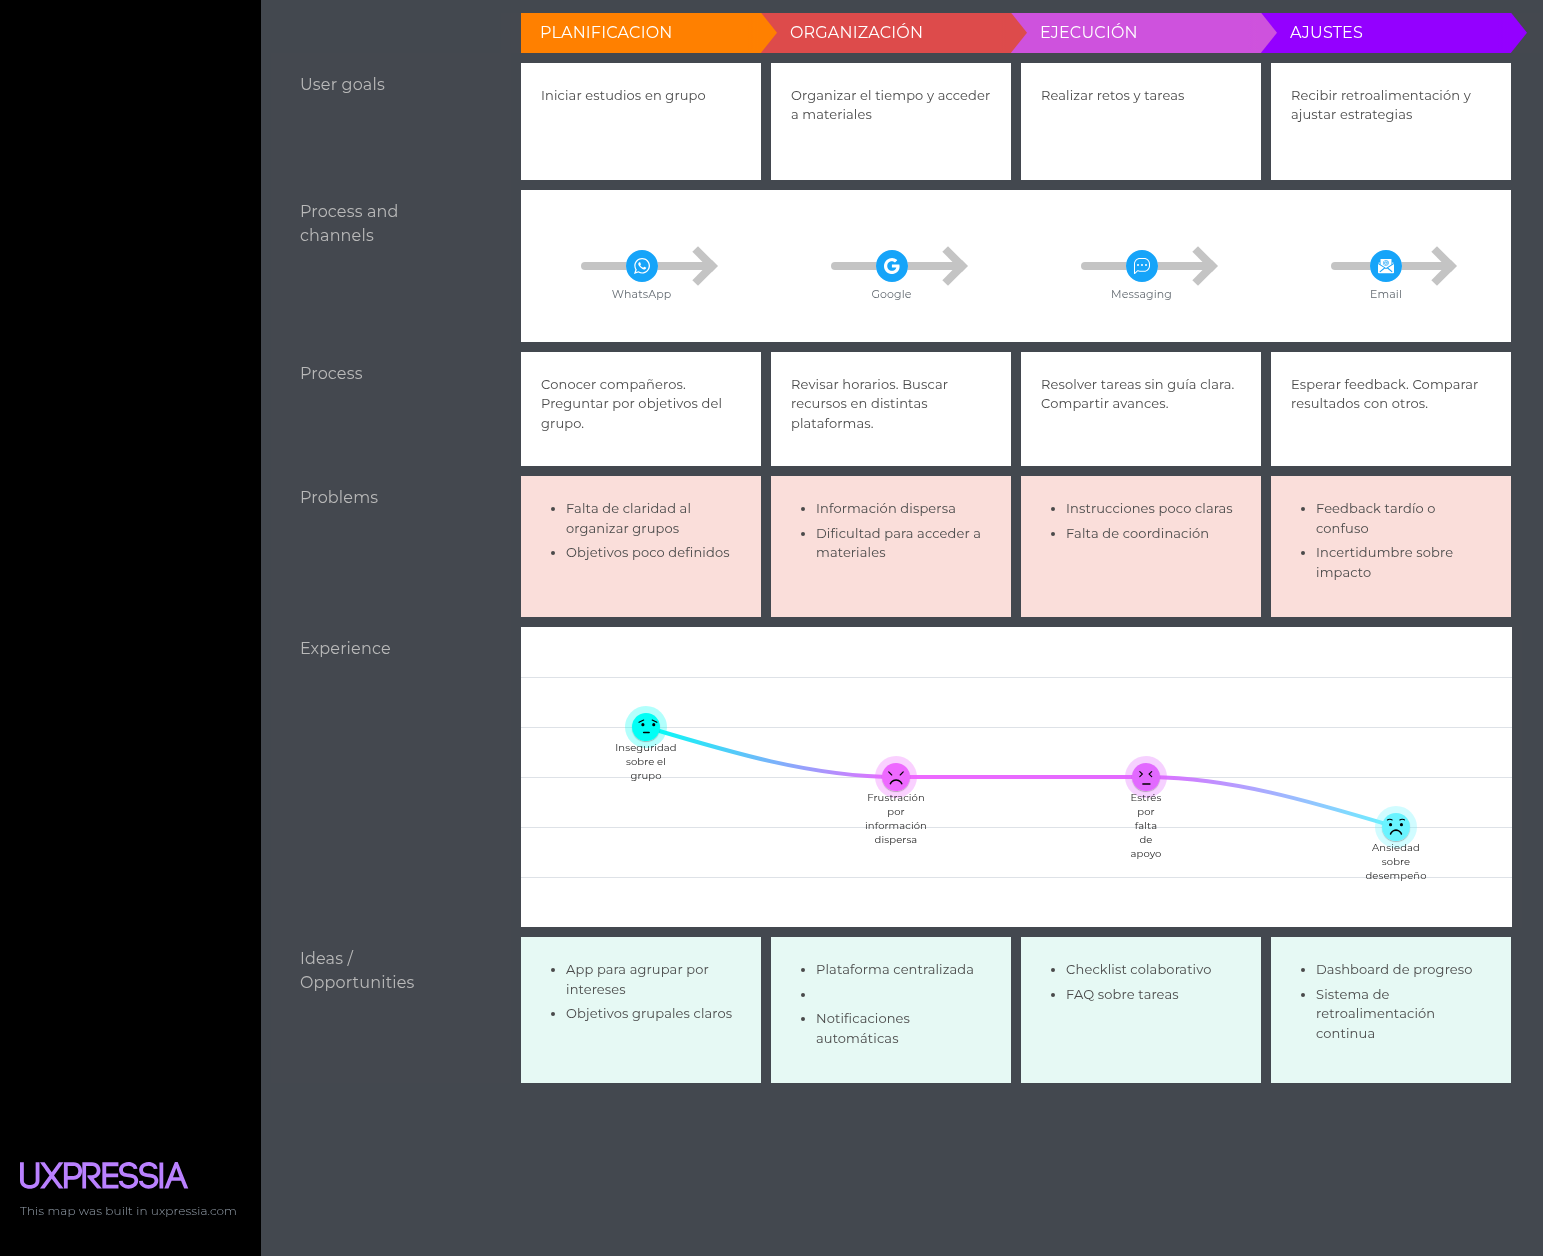 PLANIFICACION
ORGANIZACIÓN
EJECUCIÓN
AJUSTES
User goals
Iniciar estudios en grupo
Organizar el tiempo y acceder
a materiales
Realizar retos y tareas
Recibir retroalimentación y
ajustar estrategias
Process and
channels
WhatsApp
Google
Messaging
Email
Process
Conocer compañeros.
Preguntar por objetivos del
grupo.
Revisar horarios. Buscar
recursos en distintas
plataformas.
Resolver tareas sin guía clara.
Compartir avances.
Esperar feedback. Comparar
resultados con otros.
Problems
• Falta de claridad al
organizar grupos
• Objetivos poco definidos
• Información dispersa
• Dificultad para acceder a
materiales
• Instrucciones poco claras
• Falta de coordinación
• Feedback tardío o
confuso
• Incertidumbre sobre
impacto
Experience
Inseguridad
sobre el
grupo
Frustración
por
información
dispersa
Estrés
por
falta
de
apoyo
Ansiedad
sobre
desempeño
Ideas /
Opportunities
• App para agrupar por
intereses
• Objetivos grupales claros
• Plataforma centralizada
•
• Notificaciones
automáticas
• Checklist colaborativo
• FAQ sobre tareas
• Dashboard de progreso
• Sistema de
retroalimentación
continua
UXPRESSIA
This map was built in uxpressia.com